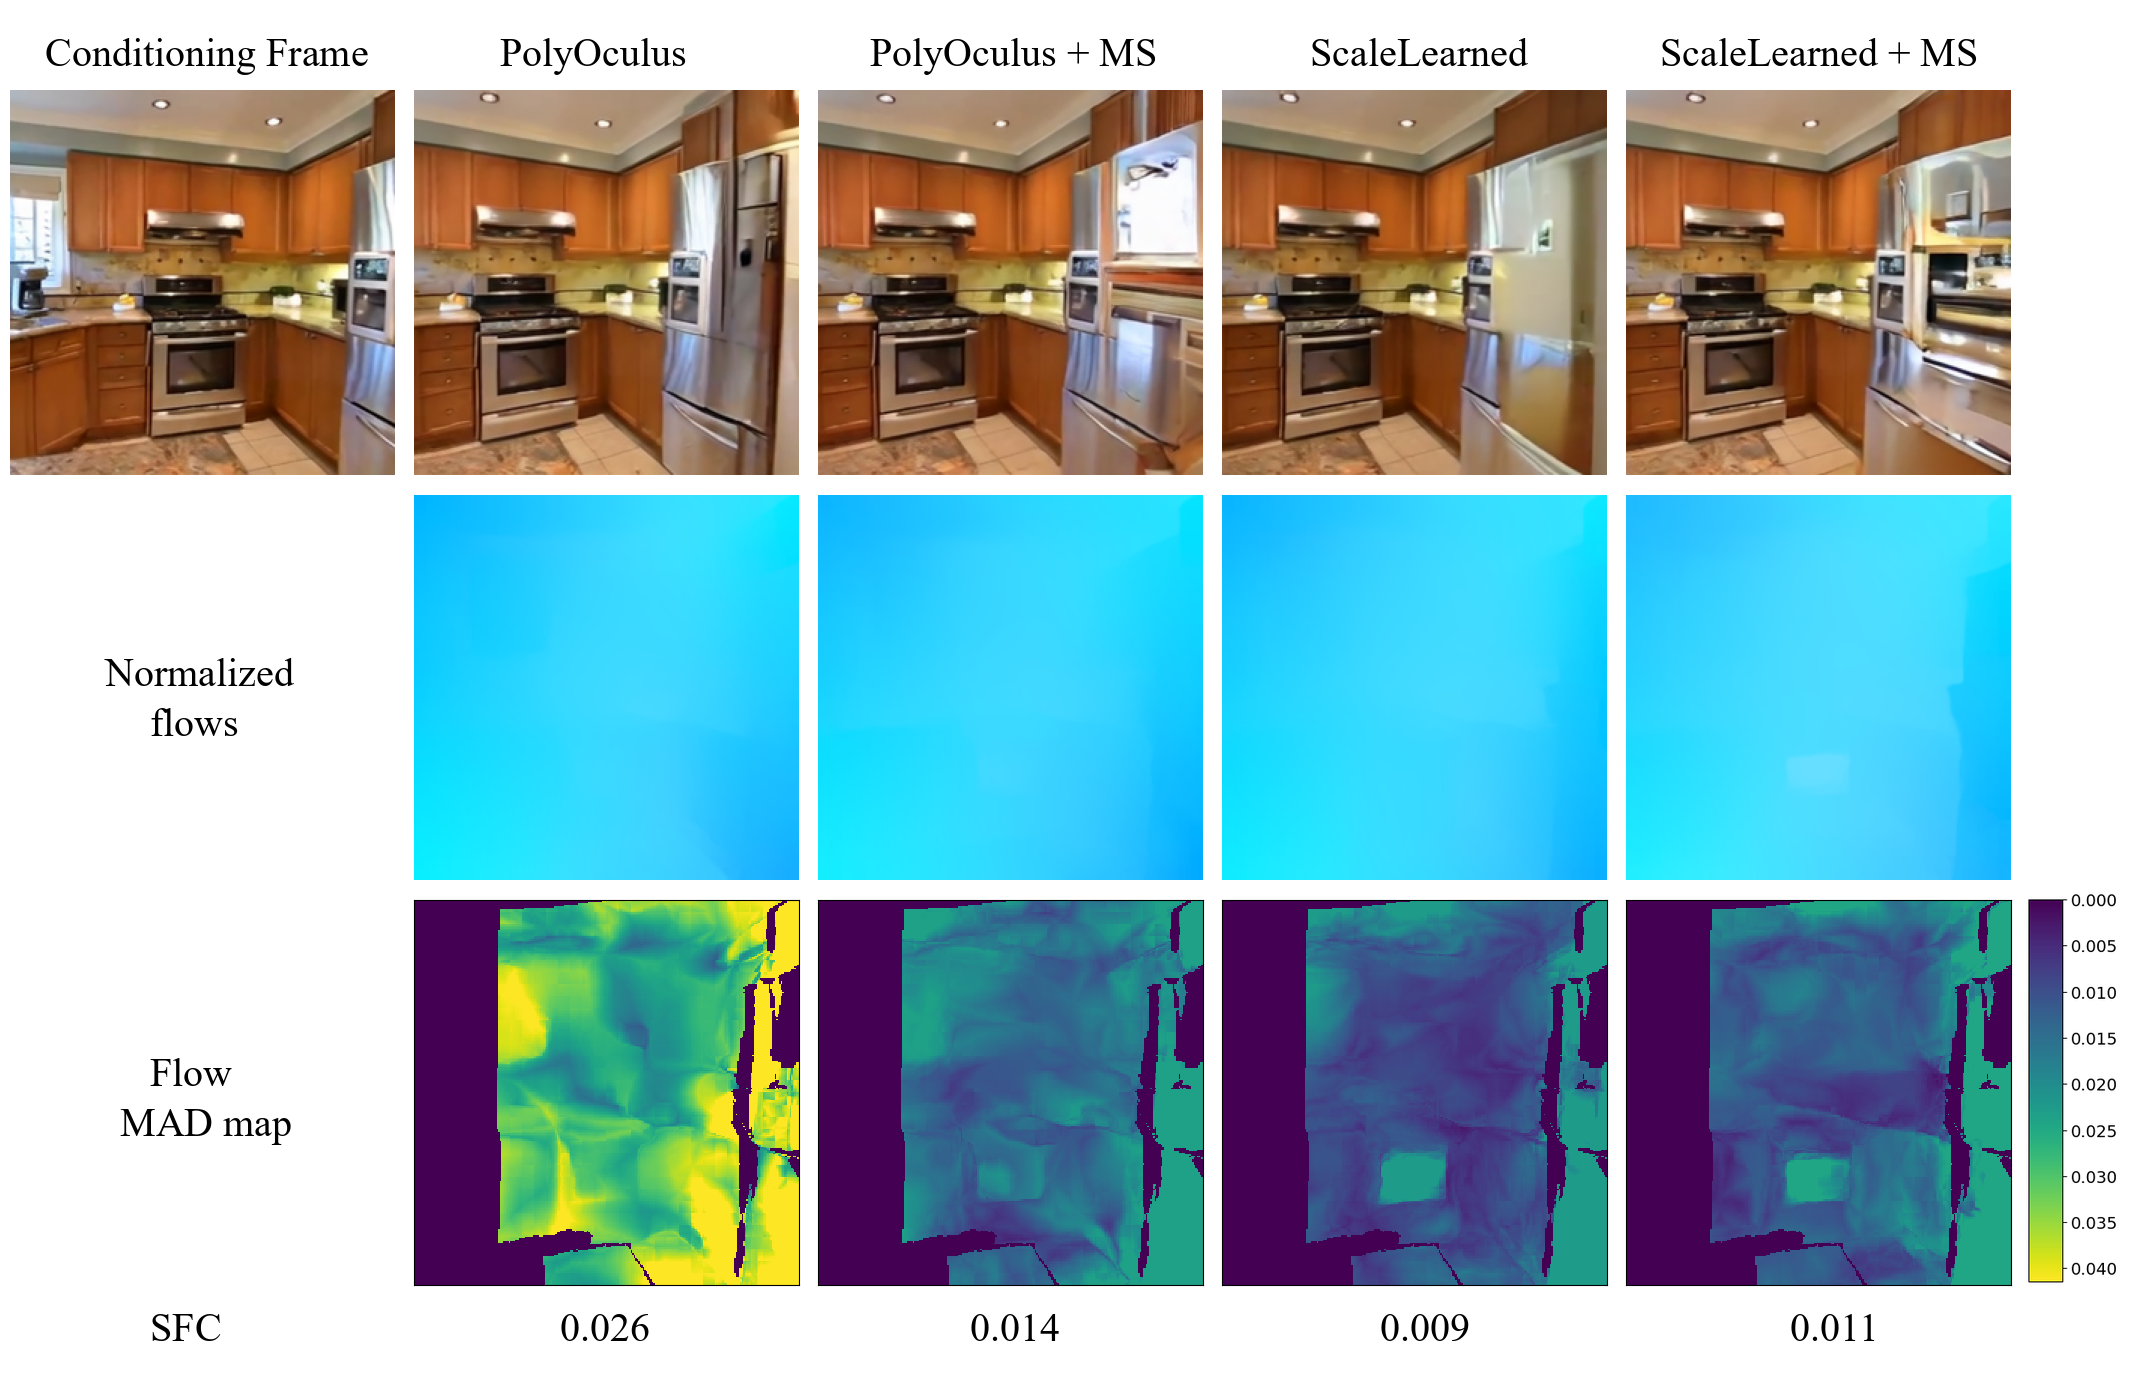 Conditioning Frame
PolyOculus
PolyOculus + MS
ScaleLearned
ScaleLearned + MS
Normalized
flows
Flow
MAD map
0.000
0.005
0.010
0.015
0.020
0.025
0.030
0.035
0.040
SFC
0.026
0.014
0.009
0.011